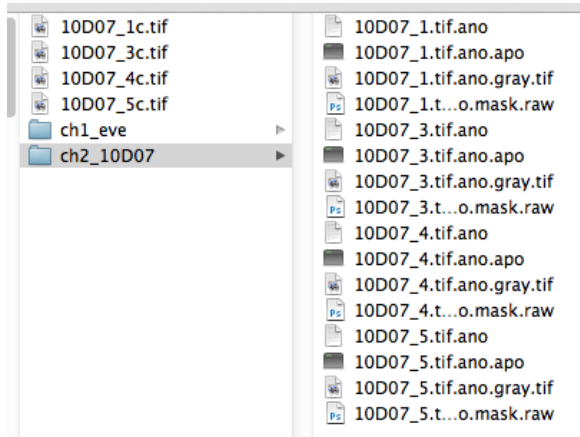 10D07_1c.tif
10D07_3c.tif
10D07_4c.tif
10D07_5c.tif
ch1_eve
ch2_10D07
10D07_1.tif.ano
10D07_1.tif.ano.apo
10D07_1.tif.ano.gray.tif
10D07_1.t...o.mask.raw
10D07_3.tif.ano
10D07_3.tif.ano.apo
10D07_3.tif.ano.gray.tif
10D07_3.t...o.mask.raw
10D07_4.tif.ano
10D07_4.tif.ano.apo
10D07_4.tif.ano.gray.tif
10D07_4.t...o.mask.raw
10D07_5.tif.ano
10D07_5.tif.ano.apo
10D07_5.tif.ano.gray.tif
10D07_5.t...o.mask.raw